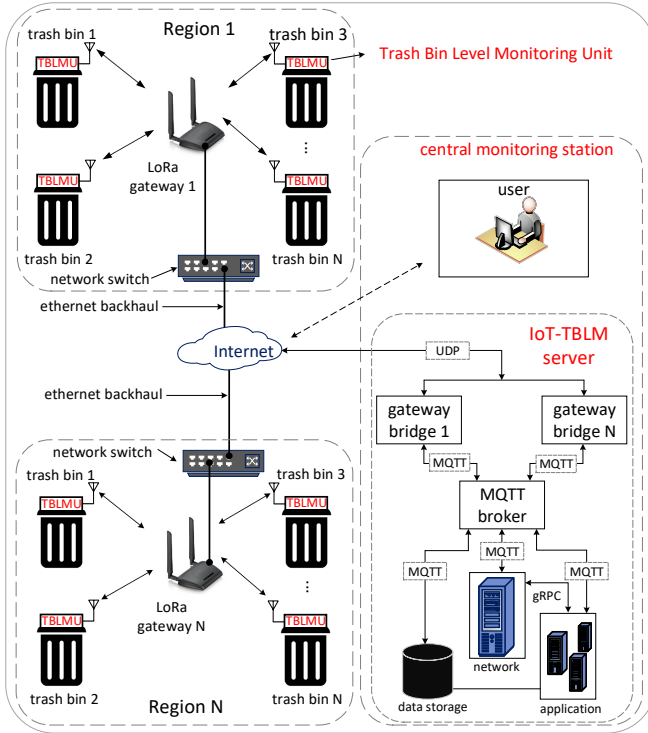 Region 1
trash bin 1
TBLMU
trash bin 3
TBLMU
Trash Bin Level Monitoring Unit
TBLMU
trash bin 2
LoRa
gateway 1
...
TBLMU
trash bin N
network switch
ethernet backhaul
Internet
ethernet backhaul
network switch
trash bin 1
TBLMU
trash bin 3
TBLMU
TBLMU
trash bin 2
LoRa
gateway N
...
TBLMU
trash bin N
Region N
central monitoring station
user
IoT-TBLM
server
UDP
gateway
bridge 1
gateway
bridge N
MQTT
MQTT
MQTT
broker
MQTT
MQTT
MQTT
gRPC
network
data storage
application